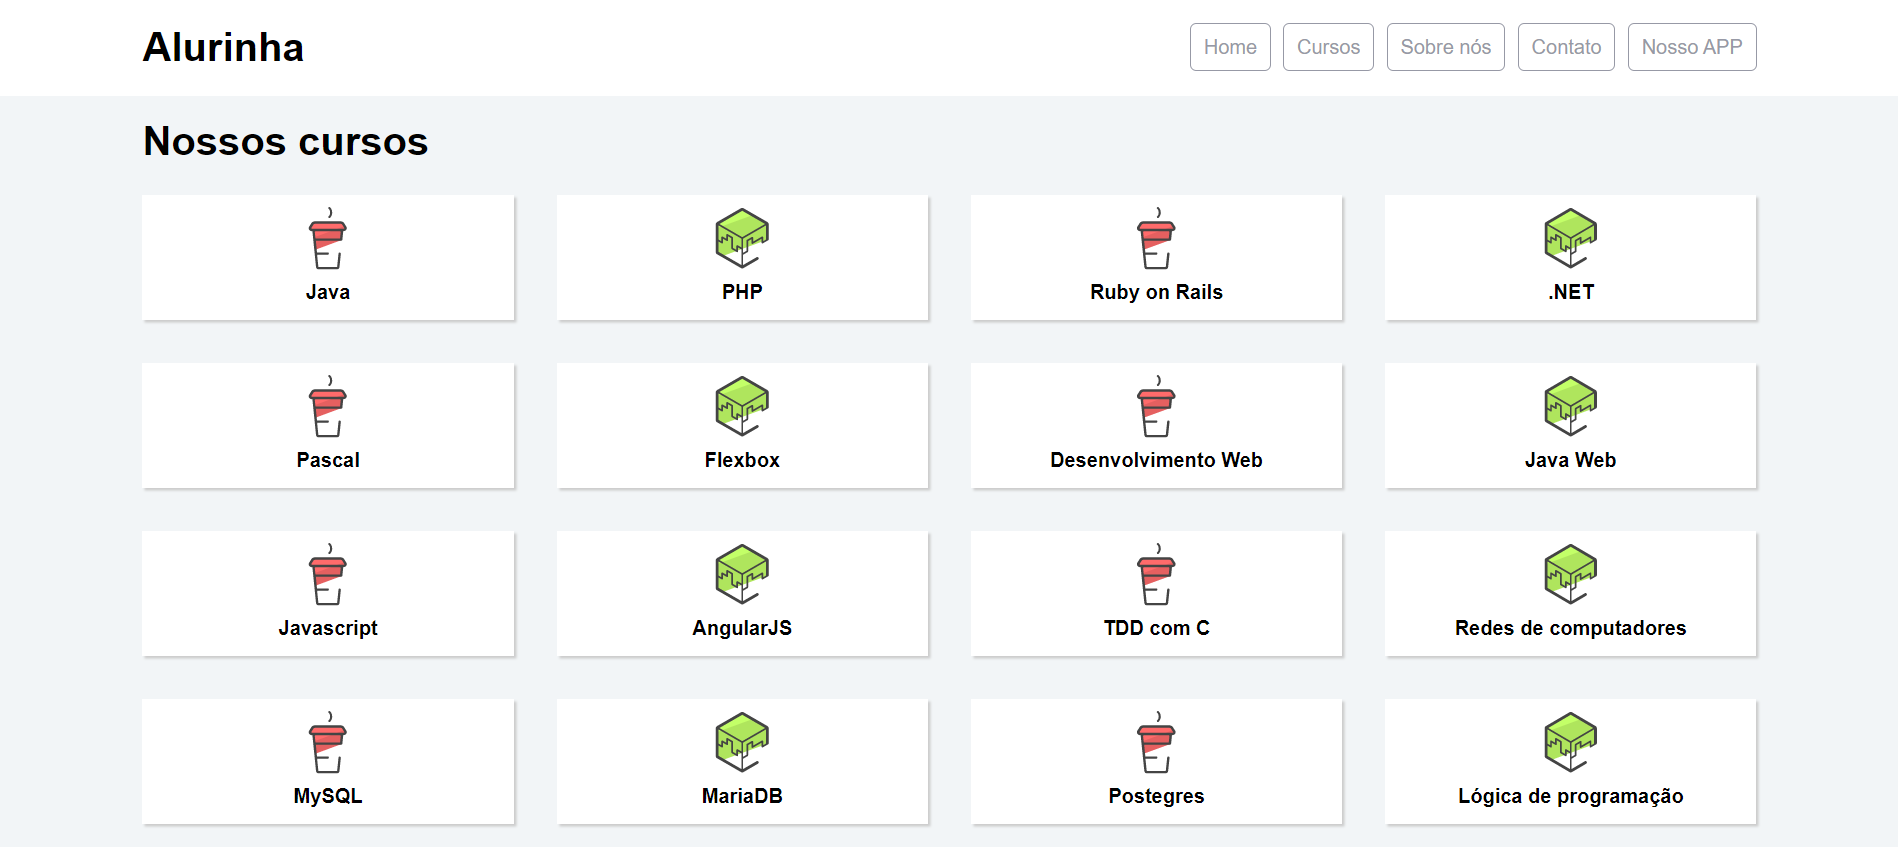 Alurinha
Home
Cursos
Sobre nós
Contato
Nosso APP
Nossos cursos
Java
PHP
Ruby on Rails
.NET
Pascal
Flexbox
Desenvolvimento Web
Java Web
Javascript
AngularJS
TDD com C
Redes de computadores
MySQL
MariaDB
Postegres
Lógica de programação